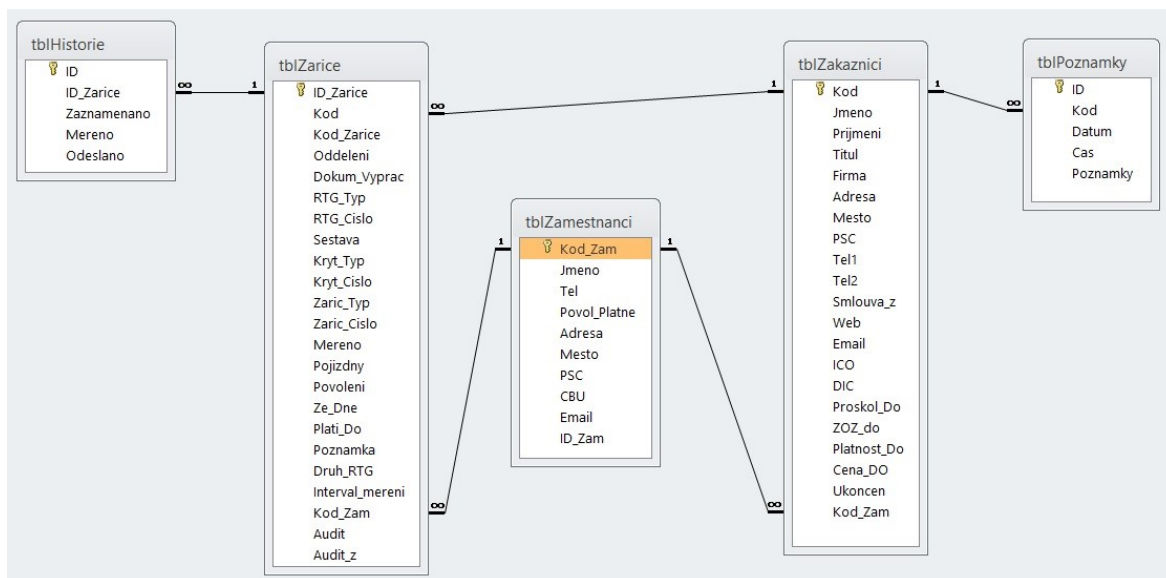 tblHistorie
ID
ID_Zarice
Zaznamenano
Mereno
Odeslano
tblZarice
ID_Zarice
Kod
Kod_Zarice
Oddeleni
Dokum_Vyprac
RTG_Typ
RTG_Cislo
Sestava
Kryt_Typ
Kryt_Cislo
Zaric_Typ
Zaric_Cislo
Mereno
Pojizdny
Povoleni
Ze_Dne
Plati_Do
Poznamka
Druh_RTG
Interval_mereni
Kod_Zam
Audit
Audit_z
tblZamestnanci
Kod_Zam
Jmeno
Tel
Povol_Platne
Adresa
Mesto
PSC
CBU
Email
ID_Zam
tblZakaznici
Kod
Jmeno
Prijmeni
Titul
Firma
Adresa
Mesto
PSC
Tel1
Tel2
Smlouva_z
Web
Email
ICO
DIC
Proskol_Do
ZOZ_do
Platnost_Do
Cena_DO
Ukoncen
Kod_Zam
tblPoznamky
ID
Kod
Datum
Cas
Poznamky
∞ 1
∞ 1
1 ∞
1 1
∞ ∞